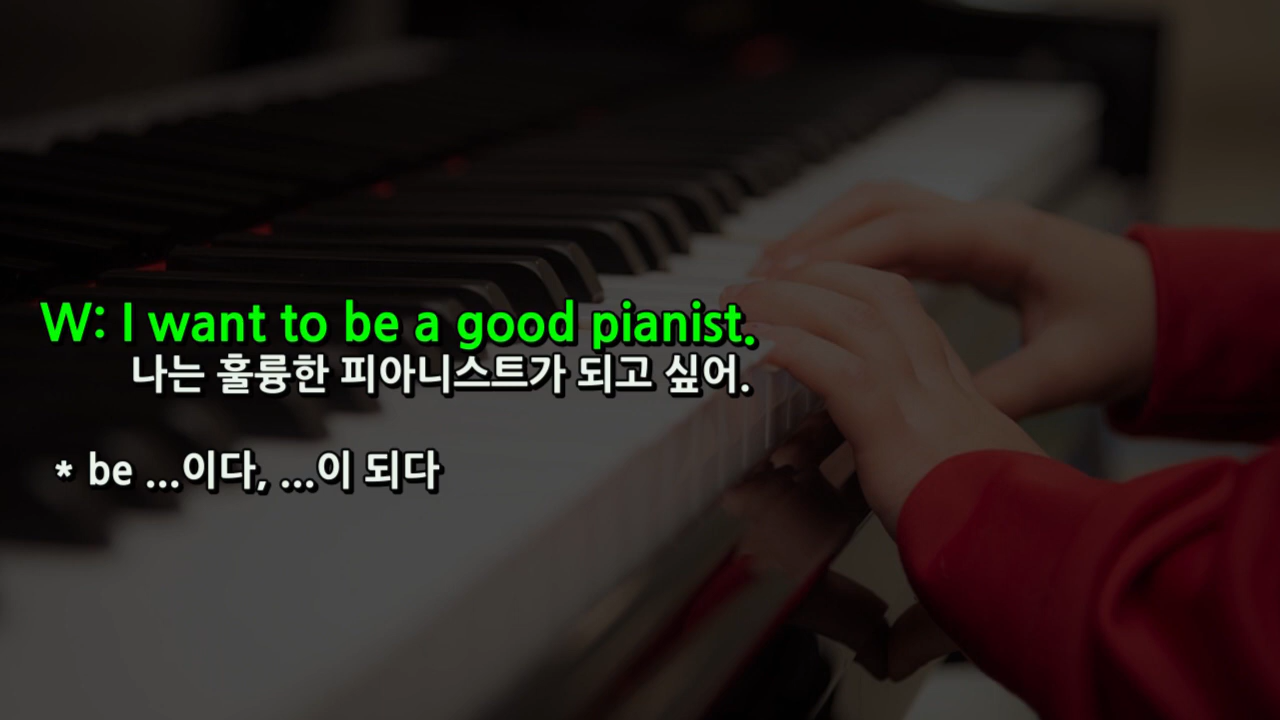 W: I want to be a good pianist.
나는 훌륭한 피아니스트가 되고 싶어.
* be ...이다, ...이 되다